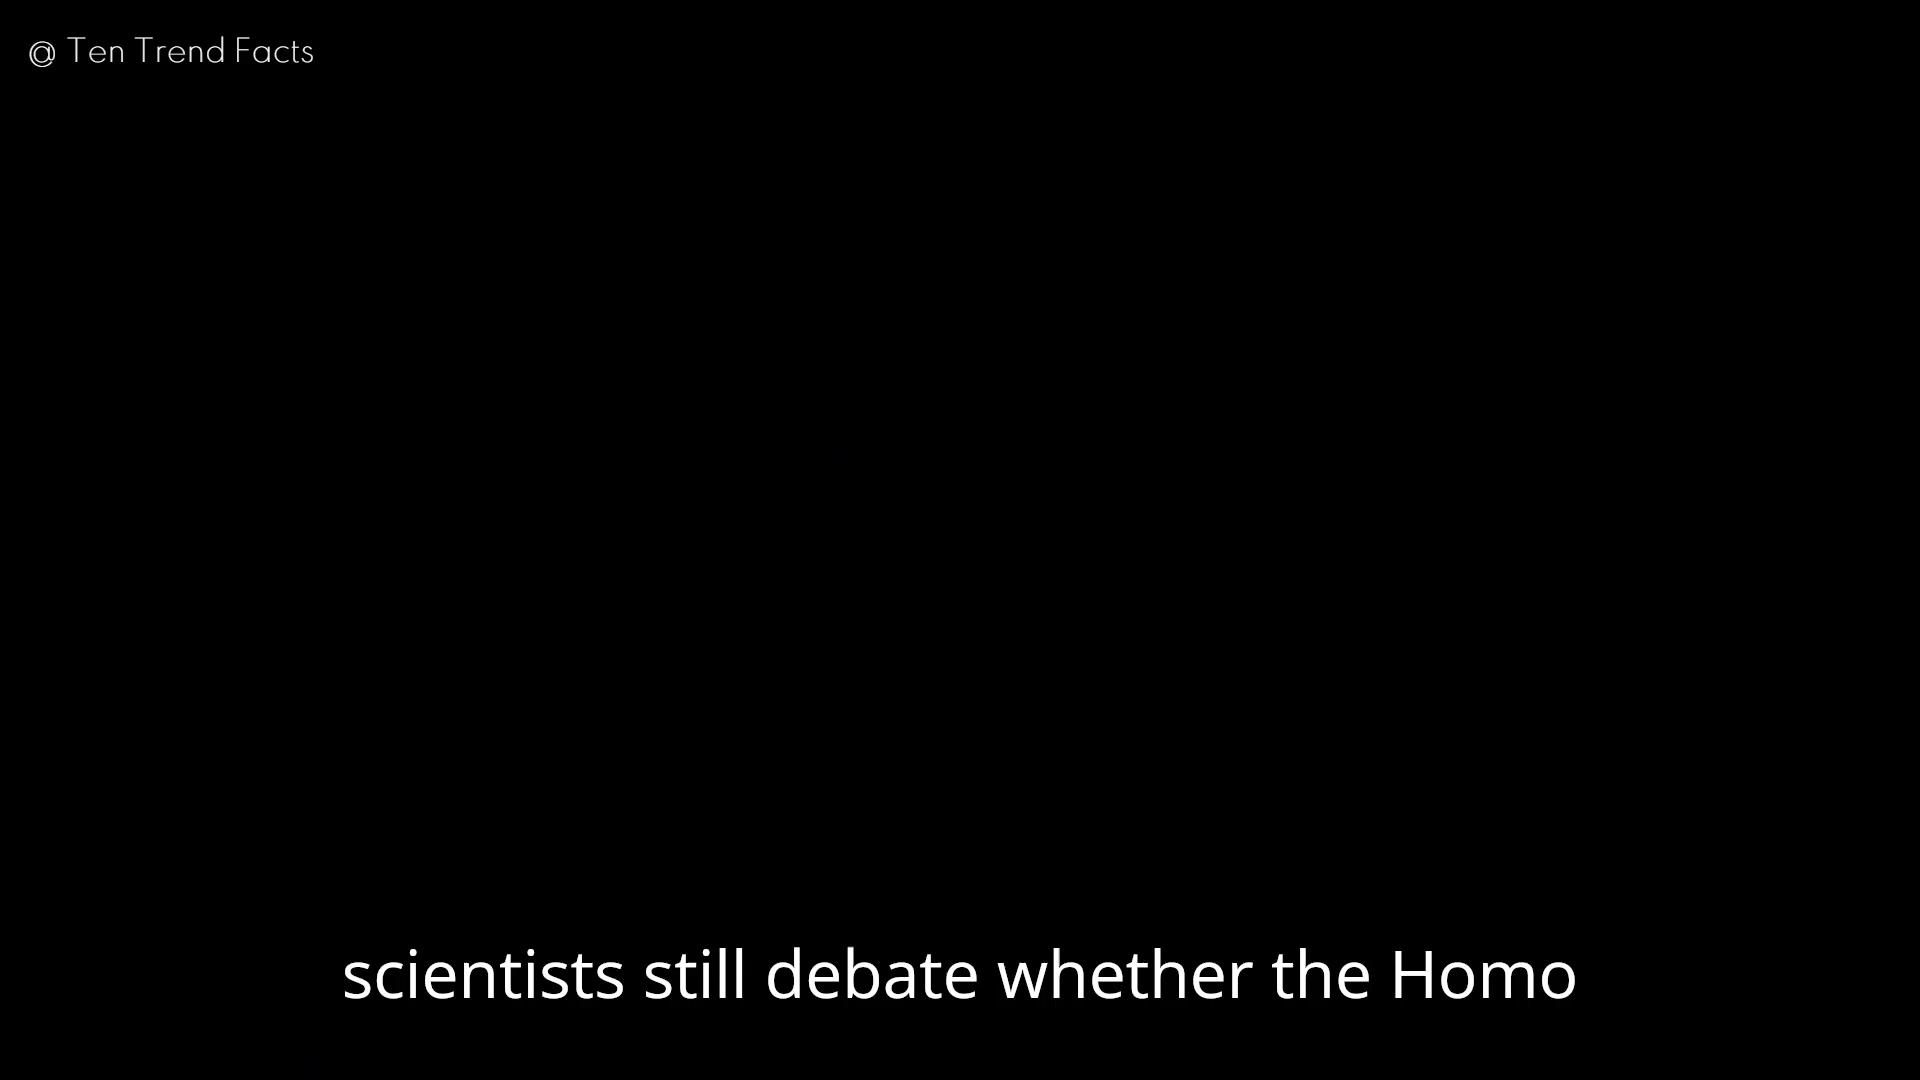 @ Ten Trend Facts
scientists still debate whether the Homo